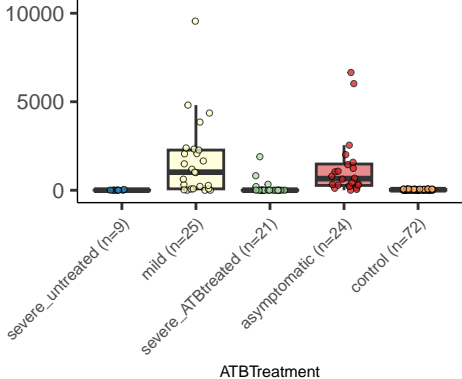 10000
5000
0
severe_untreated (n=9)
mild (n=25)
severe_ATBtreated (n=21)
asymptomatic (n=24)
control (n=72)
ATBTreatment